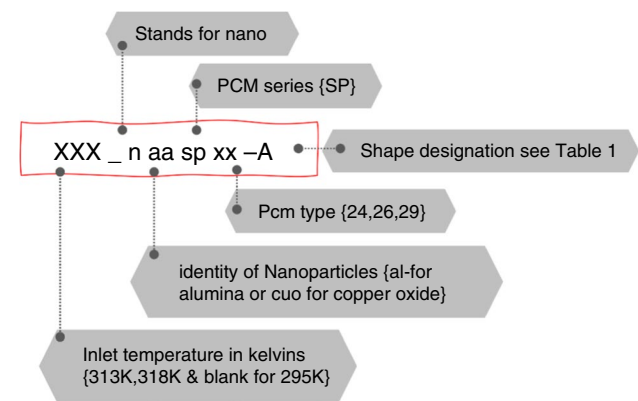 Stands for nano
PCM series {SP}
XXX _ n aa sp xx –A
Shape designation see Table 1
Pcm type {24,26,29}
identity of Nanoparticles {al-for
alumina or cuo for copper oxide}
Inlet temperature in kelvins
{313K,318K & blank for 295K}